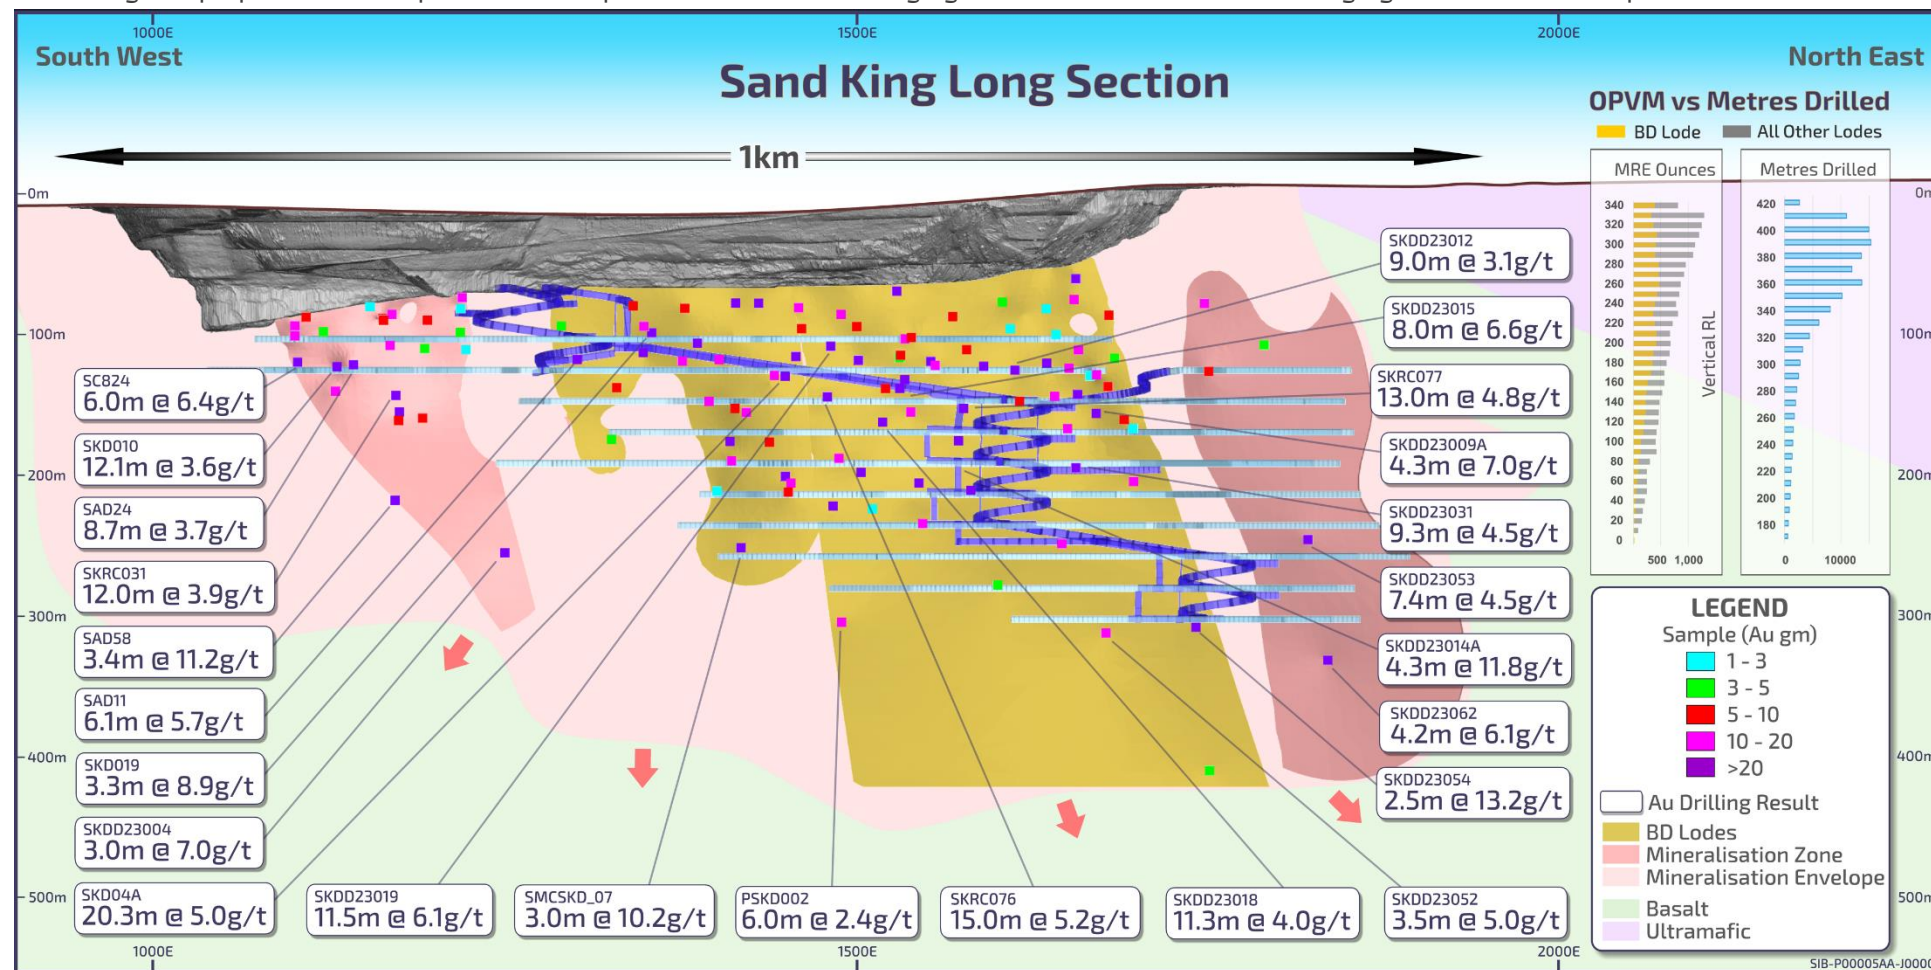 1000E
1500E
2000E
South West
North East
Sand King Long Section
1km
OPVM vs Metres Drilled
BD Lode
All Other Lodes
MRE Ounces
340
320
300
280
260
240
220
200
180
160
140
120
100
80
60
40
20
0
500 1,000
Vertical RL
Metres Drilled
420
400
380
360
340
320
300
280
260
240
220
200
180
0
10000
0m
100m
200m
300m
400m
500m
0m
100m
200m
300m
400m
500m
SC824
6.0m @ 6.4g/t
SKD010
12.1m @ 3.6g/t
SAD24
8.7m @ 3.7g/t
SKRC031
12.0m @ 3.9g/t
SAD58
3.4m @ 11.2g/t
SAD11
6.1m @ 5.7g/t
SKD019
3.3m @ 8.9g/t
SKDD23004
3.0m @ 7.0g/t
SKD04A
20.3m @ 5.0g/t
SKDD23019
11.5m @ 6.1g/t
SMCSKD_07
3.0m @ 10.2g/t
PSKD002
6.0m @ 2.4g/t
SKRC076
15.0m @ 5.2g/t
SKDD23018
11.3m @ 4.0g/t
SKDD23052
3.5m @ 5.0g/t
SKDD23012
9.0m @ 3.1g/t
SKDD23015
8.0m @ 6.6g/t
SKRC077
13.0m @ 4.8g/t
SKDD23009A
4.3m @ 7.0g/t
SKDD23031
9.3m @ 4.5g/t
SKDD23053
7.4m @ 4.5g/t
SKDD23014A
4.3m @ 11.8g/t
SKDD23062
4.2m @ 6.1g/t
SKDD23054
2.5m @ 13.2g/t
LEGEND
Sample (Au gm)
1 - 3
3 - 5
5 - 10
10 - 20
>20
Au Drilling Result
BD Lodes
Mineralisation Zone
Mineralisation Envelope
Basalt
Ultramafic
1000E
1500E
2000E